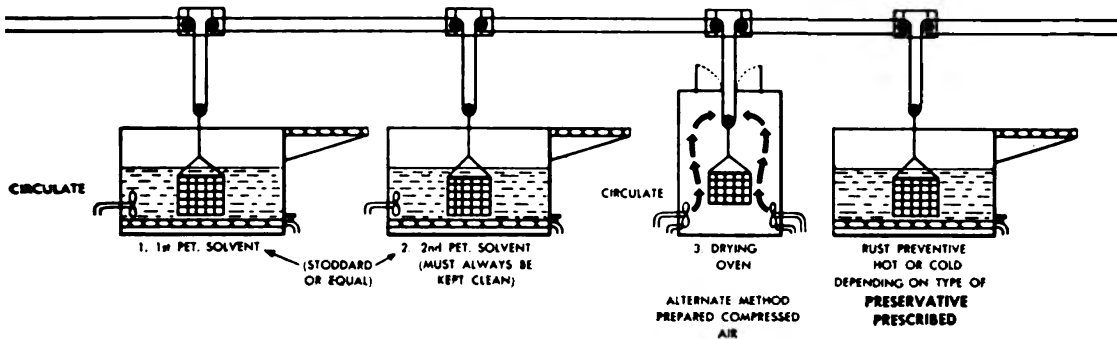 CIRCULATE
1. 1st PET. SOLVENT
(STODDARD
OR EQUAL)
2. 2nd PET. SOLVENT
(MUST ALWAYS BE
KEPT CLEAN)
CIRCULATE
3. DRYING
OVEN
ALTERNATE METHOD
PREPARED COMPRESSED
AIR
RUST PREVENTIVE
HOT OR COLD
DEPENDING ON TYPE OF
PRESERVATIVE
PRESCRIBED